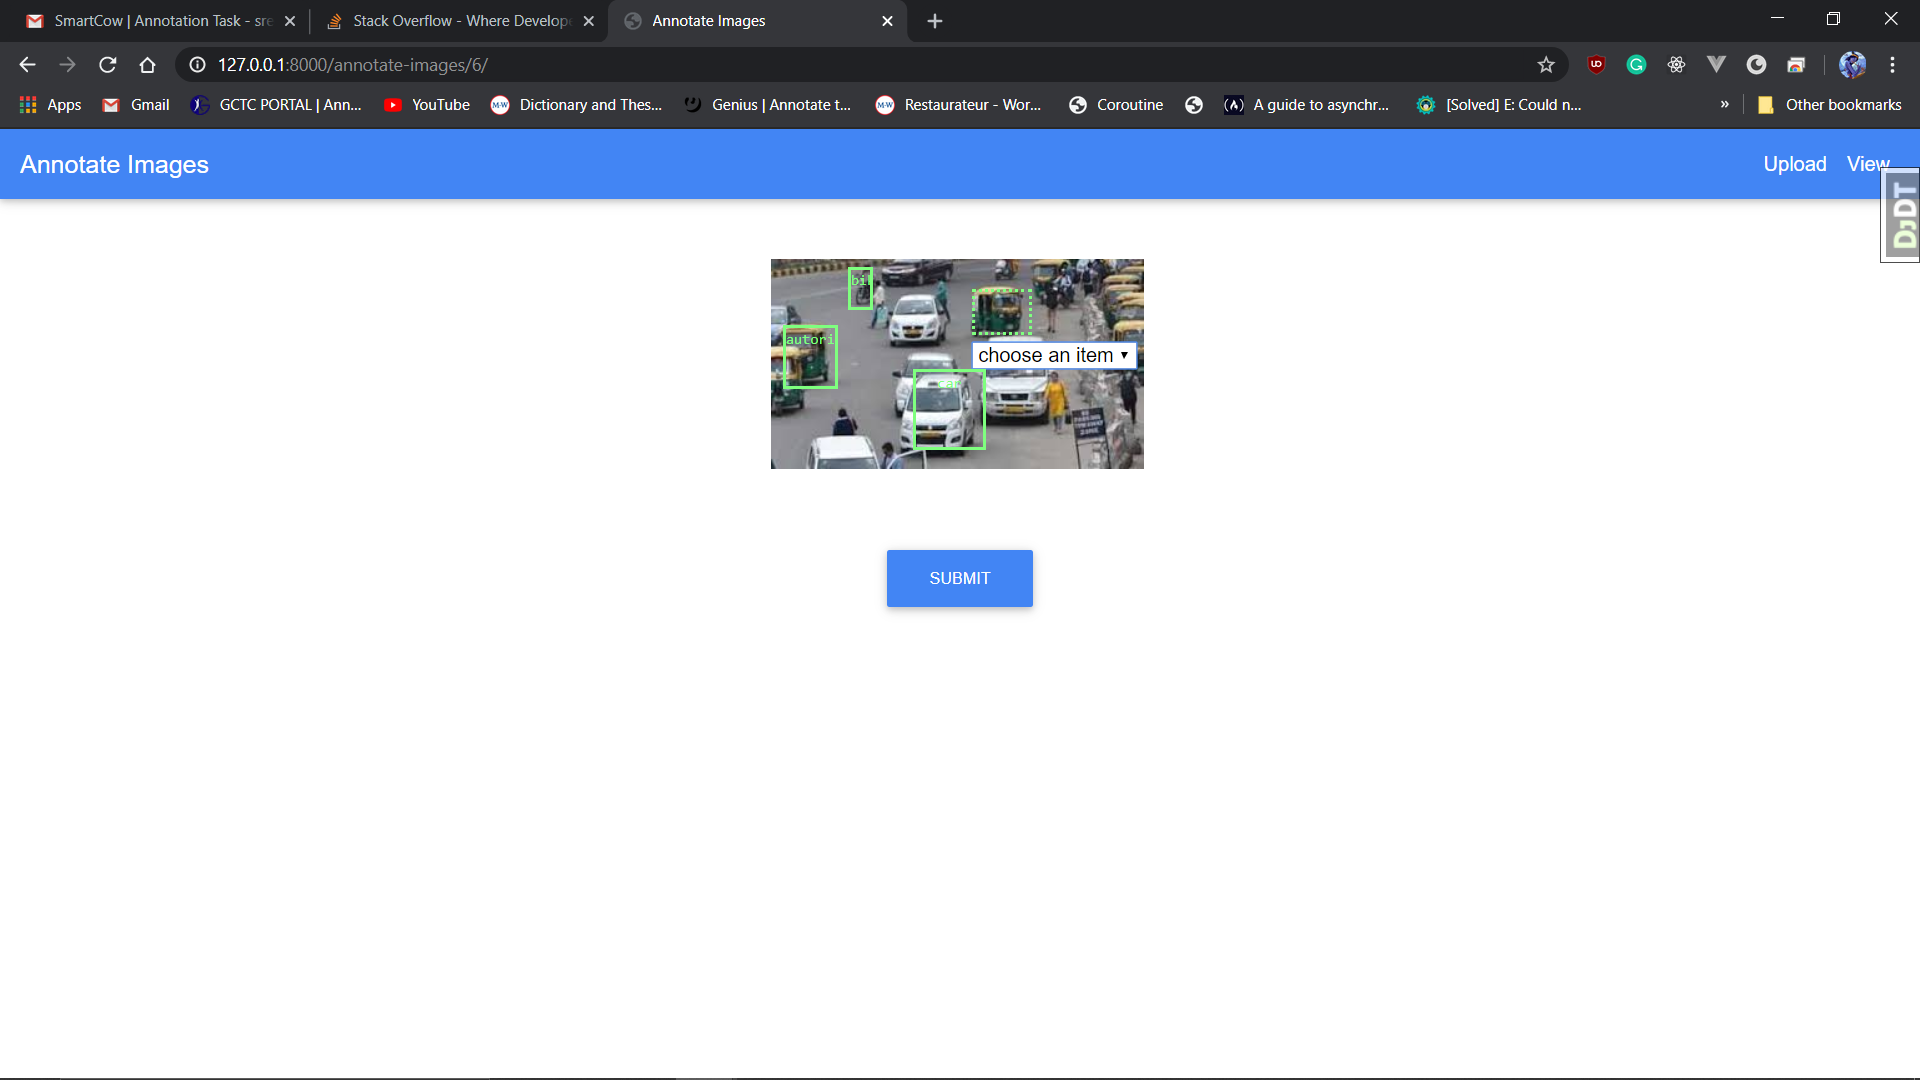 SmartCow | Annotation Task - sre
Stack Overflow - Where Develope
Annotate Images
127.0.0.1:8000/annotate-images/6/
Apps
Gmail
GCTC PORTAL | Ann...
YouTube
Dictionary and Thes...
Genius | Annotate t...
Restaurateur - Wor...
Coroutine
A guide to asynchr...
[Solved] E: Could n...
»
Other bookmarks
Annotate Images
Upload
View
DJDT
bi
autori
choose an item
car
SUBMIT